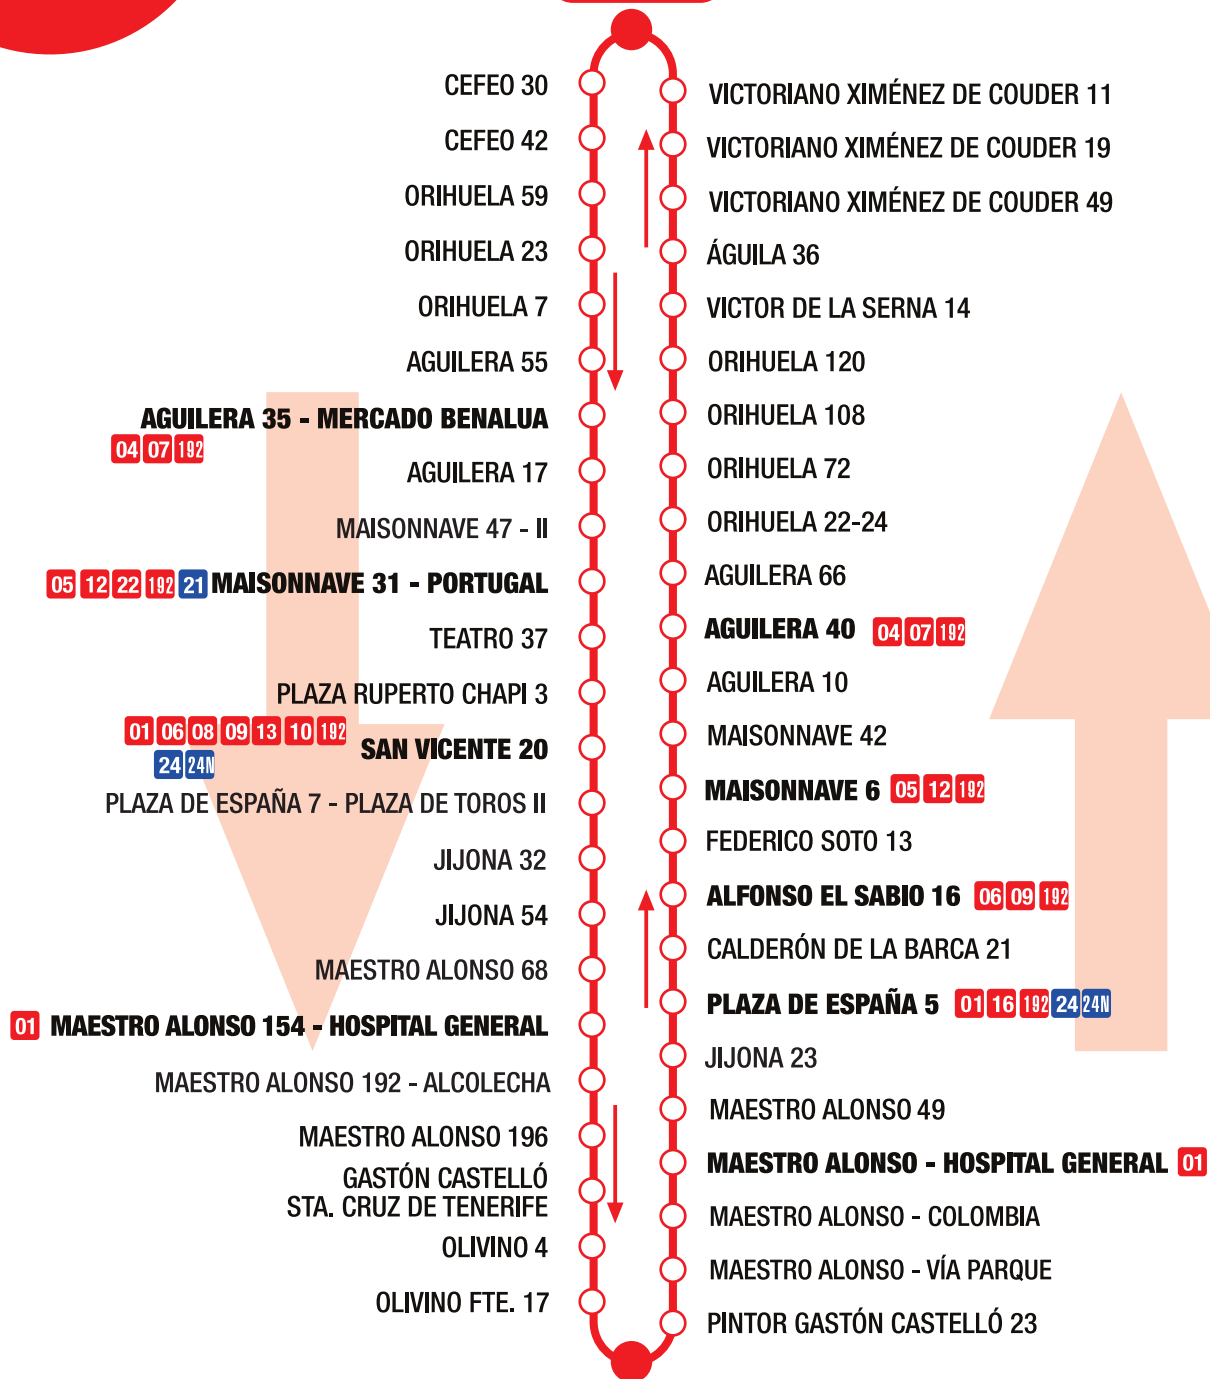 CEFEO 30
CEFEO 42
ORIHUELA 59
ORIHUELA 23
ORIHUELA 7
AGUILERA 55
AGUILERA 35 - MERCADO BENALUA
04 07 192
AGUILERA 17
MAISONNAVE 47 - II
05 12 22 192 21 MAISONNAVE 31 - PORTUGAL
TEATRO 37
PLAZA RUPERTO CHAPI 3
01 06 08 09 13 10 192
SAN VICENTE 20
24 24N
PLAZA DE ESPAÑA 7 - PLAZA DE TOROS II
JIJONA 32
JIJONA 54
MAESTRO ALONSO 68
01 MAESTRO ALONSO 154 - HOSPITAL GENERAL
MAESTRO ALONSO 192 - ALCOLECHA
MAESTRO ALONSO 196
GASTÓN CASTELLÓ
STA. CRUZ DE TENERIFE
OLIVINO 4
OLIVINO FTE. 17
VICTORIANO XIMÉNEZ DE COUDER 11
VICTORIANO XIMÉNEZ DE COUDER 19
VICTORIANO XIMÉNEZ DE COUDER 49
ÁGUILA 36
VICTOR DE LA SERNA 14
ORIHUELA 120
ORIHUELA 108
ORIHUELA 72
ORIHUELA 22-24
AGUILERA 66
AGUILERA 40 04 07 192
AGUILERA 10
MAISONNAVE 42
MAISONNAVE 6 05 12 192
FEDERICO SOTO 13
ALFONSO EL SABIO 16 06 09 192
CALDERÓN DE LA BARCA 21
PLAZA DE ESPAÑA 5 01 16 192 24 24N
JIJONA 23
MAESTRO ALONSO 49
MAESTRO ALONSO - HOSPITAL GENERAL 01
MAESTRO ALONSO - COLOMBIA
MAESTRO ALONSO - VÍA PARQUE
PINTOR GASTÓN CASTELLÓ 23